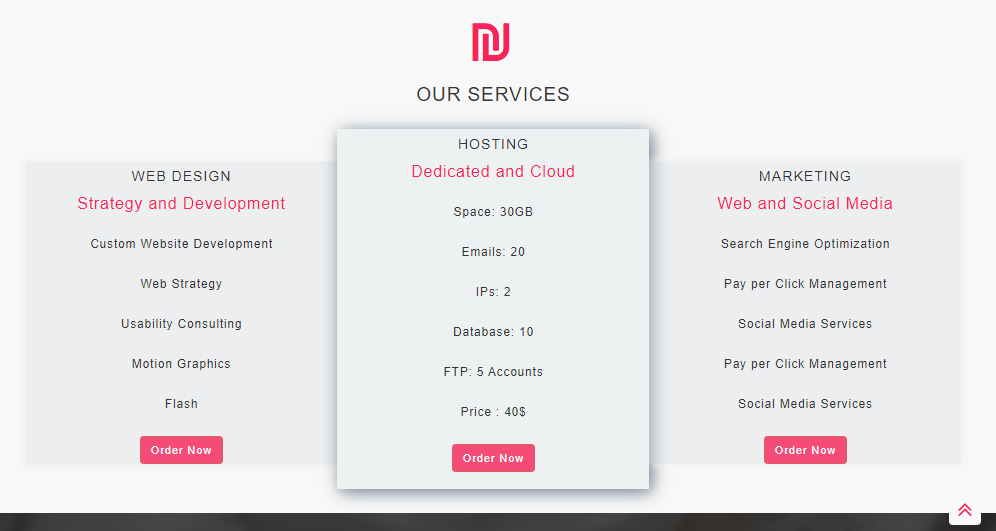 OUR SERVICES
WEB DESIGN
Strategy and Development
Custom Website Development
Web Strategy
Usability Consulting
Motion Graphics
Flash
Order Now
HOSTING
Dedicated and Cloud
Space: 30GB
Emails: 20
IPs: 2
Database: 10
FTP: 5 Accounts
Price : 40$
Order Now
MARKETING
Web and Social Media
Search Engine Optimization
Pay per Click Management
Social Media Services
Pay per Click Management
Social Media Services
Order Now